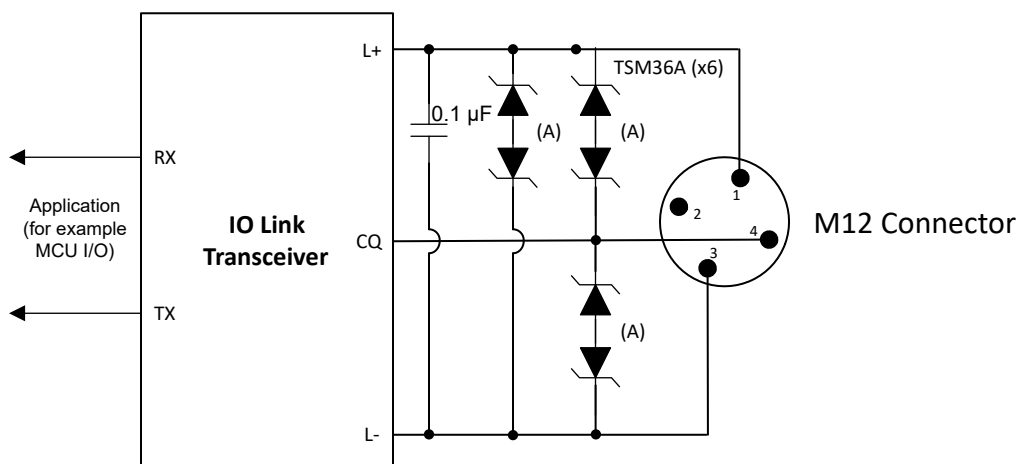 L+
TSM36A (x6)
0.1 µF
(A)
(A)
RX
1
Application
(for example
MCU I/O)
2
IO Link
Transceiver
CQ
4
M12 Connector
3
TX
(A)
L-